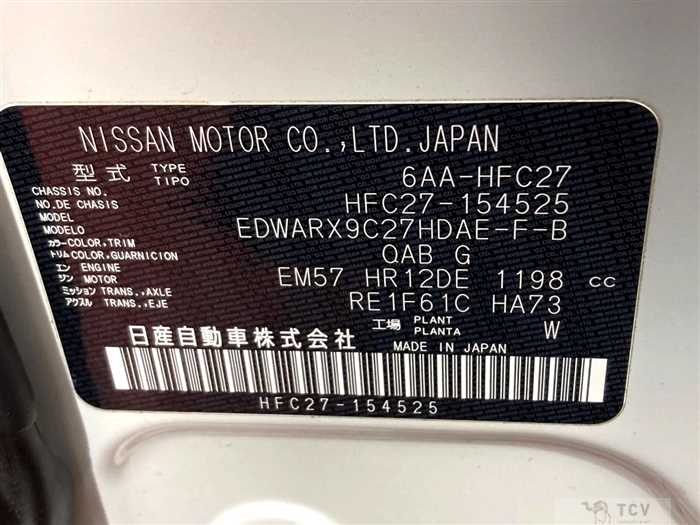 NISSAN MOTOR CO.,LTD.JAPAN
型式 TYPE TIPO 6AA-HFC27
CHASSIS NO. NO.DE CHASIS HFC27-154525
MODEL MODELO EDWARX9C27HDAE-F-B
カラー COLOR,TRIM トリム COLOR,GUARNICION QAB G
エンジン ENGINE MOTOR EM57 HR12DE 1198 cc
ミッション TRANS.,AXLE アクスル TRANS.,EJE RE1F61C HA73
工場 PLANT PLANTA W
日産自動車株式会社 MADE IN JAPAN
HFC27-154525
TCV